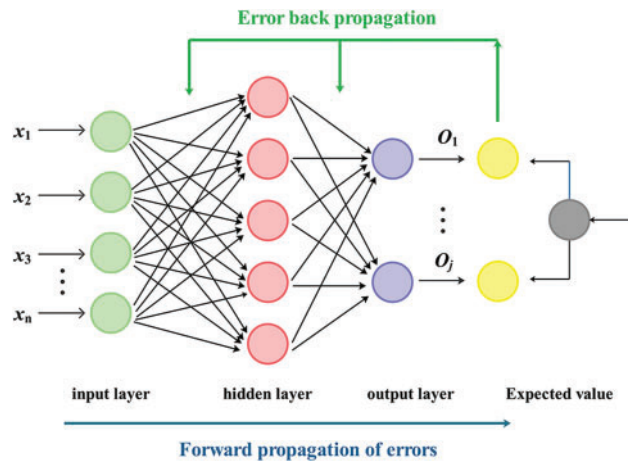 Error back propagation
x1
O1
x2
x3
⋮
⋮
Oj
xn
input layer hidden layer output layer Expected value
Forward propagation of errors